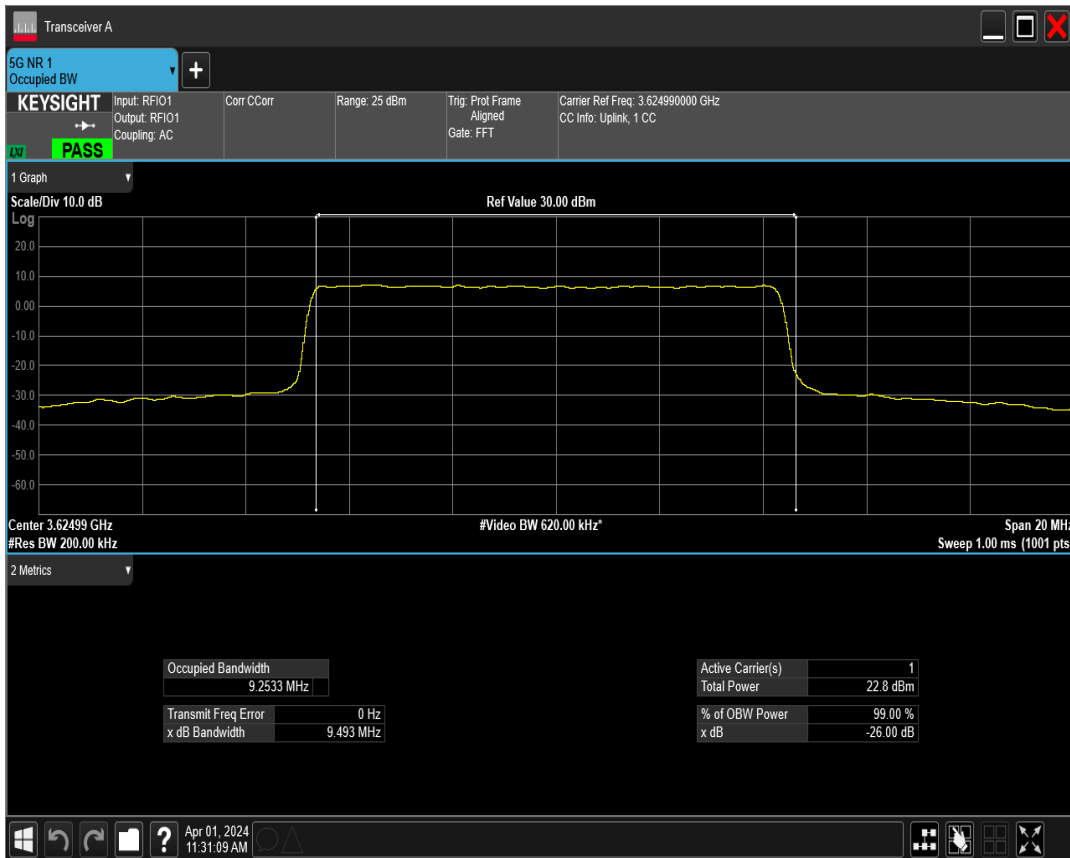 Transceiver A
5G NR 1
Occupied BW
KEYSIGHT
LXI
PASS
Input: RFIO1
Output: RFIO1
Coupling: AC
Corr CCorr
Range: 25 dBm
Trig: Prot Frame
Aligned
Gate: FFT
Carrier Ref Freq: 3.624990000 GHz
CC Info: Uplink, 1 CC
1 Graph
Scale/Div 10.0 dB
Ref Value 30.00 dBm
Log
20.0
10.0
0.00
-10.0
-20.0
-30.0
-40.0
-50.0
-60.0
Center 3.62499 GHz
#Video BW 620.00 kHz*
Span 20 MHz
#Res BW 200.00 kHz
Sweep 1.00 ms (1001 pts
2 Metrics
Occupied Bandwidth
9.2533 MHz
Transmit Freq Error 0 Hz
x dB Bandwidth 9.493 MHz
Active Carrier(s) 1
Total Power 22.8 dBm
% of OBW Power 99.00 %
x dB -26.00 dB
?
Apr 01, 2024
11:31:09 AM